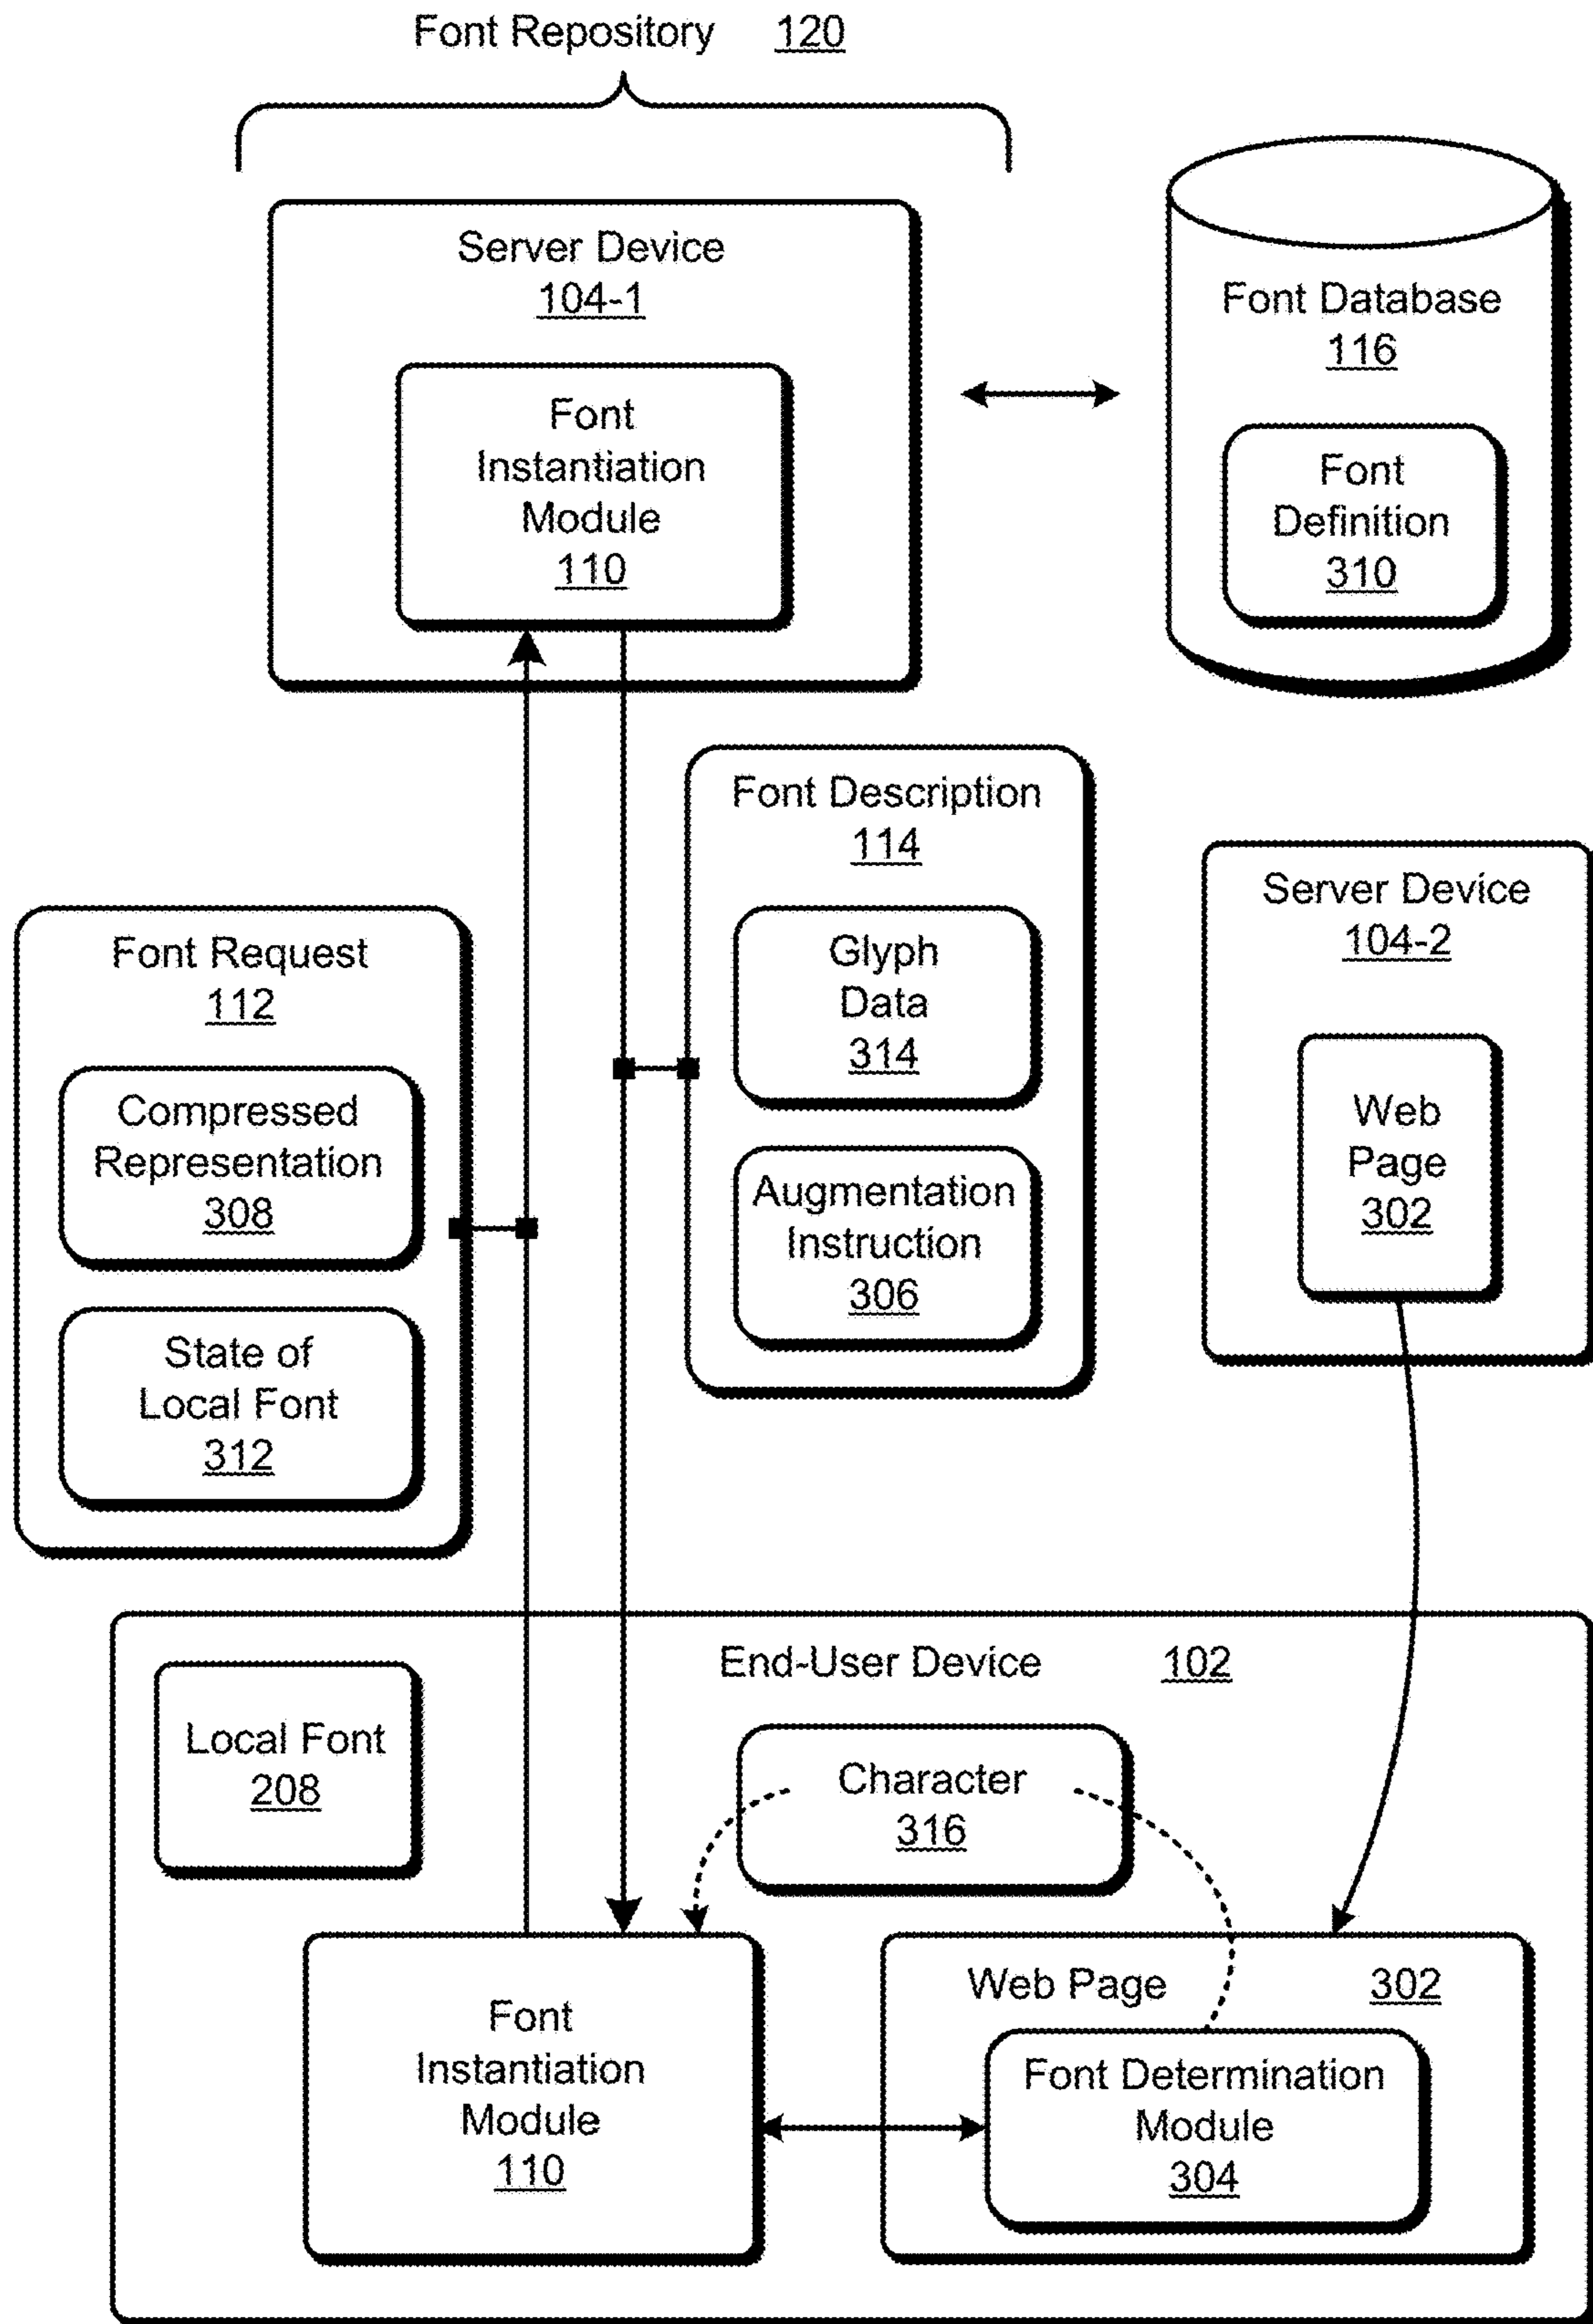 Font Repository 120
Server Device
104-1
Font
Instantiation
Module
110
Font Database
116
Font
Definition
310
Font Description
114
Glyph
Data
314
Augmentation
Instruction
306
Server Device
104-2
Web
Page
302
Font Request
112
Compressed
Representation
308
State of
Local Font
312
End-User Device 102
Local Font
208
Character
316
Font
Instantiation
Module
110
Web Page 302
Font Determination
Module
304